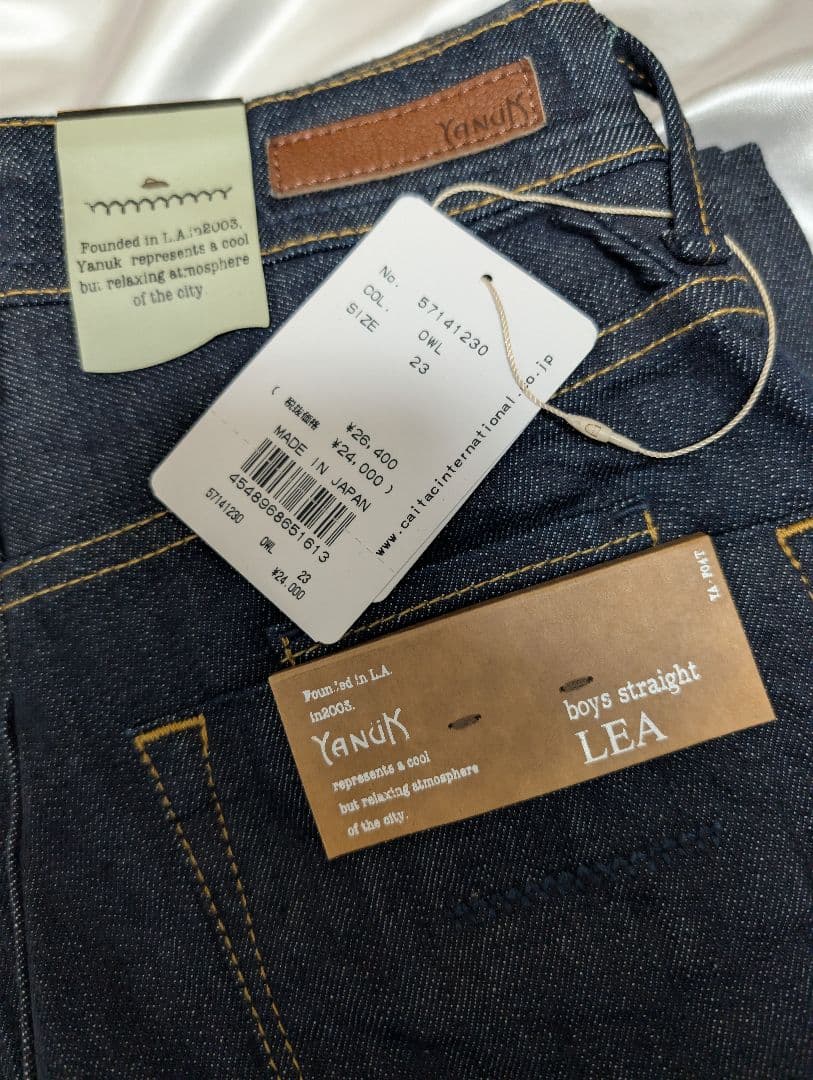 YANUK
Founded in L.A.in2003.
Yanuk represents a cool
but relaxing atmosphere
of the city.
No. 57141230
COL. OWL
SIZE 23
¥26,400
( 税抜価格 ¥24,000 )
MADE IN JAPAN
4548968651613
57141230
OWL 23
¥24,000
www.caitacinternational.co.jp
Founded in L.A.
in2003.
YANÜK
represents a cool
but relaxing atmosphere
of the city.
boys straight
LEA